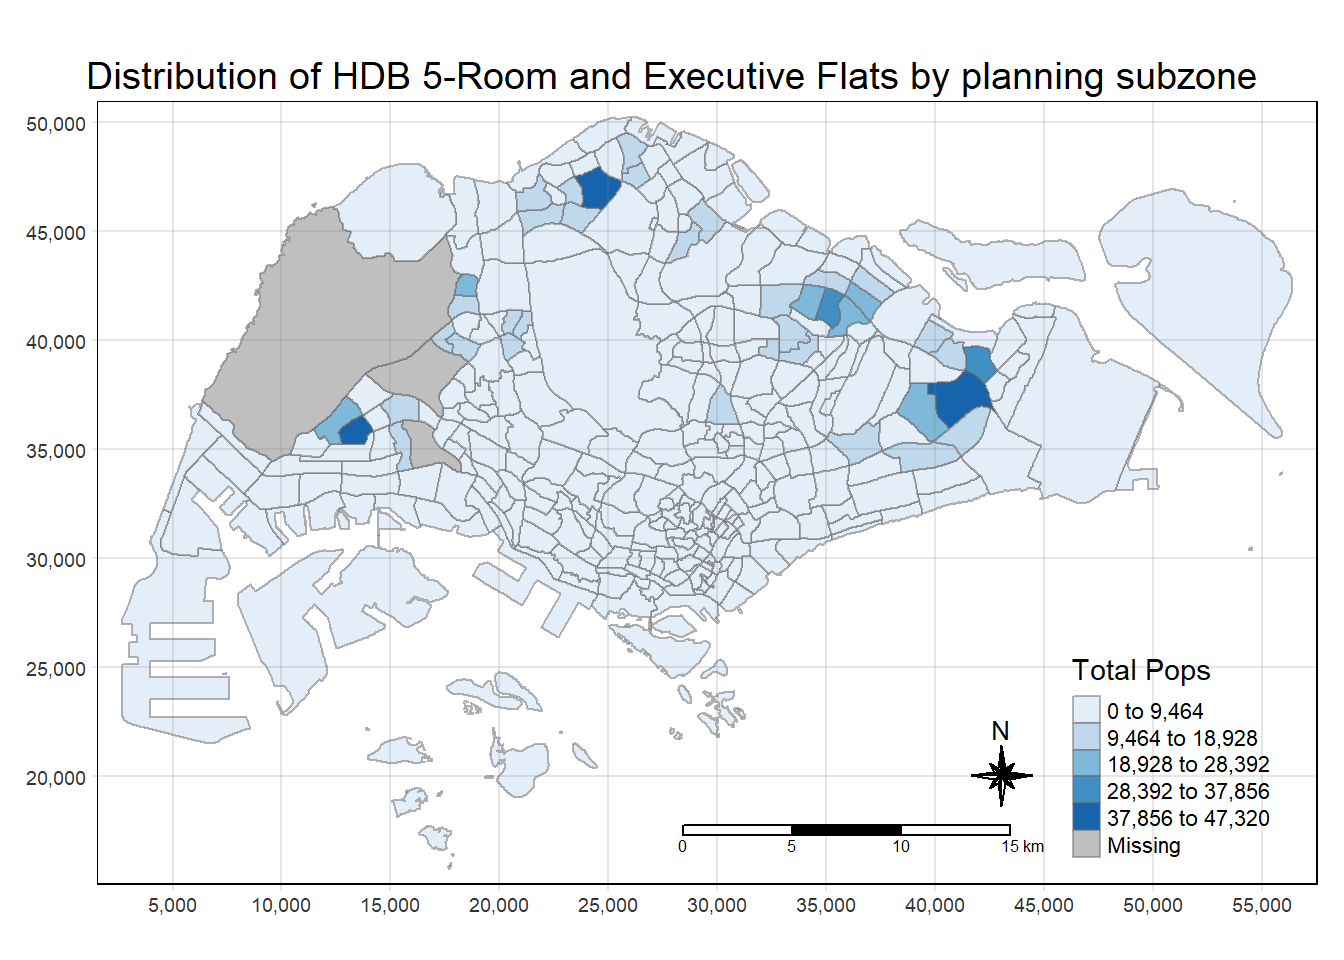 Distribution of HDB 5-Room and Executive Flats by planning subzone
50,000
45,000
40,000
35,000
30,000
25,000
20,000
Total Pops
0 to 9,464
9,464 to 18,928
18,928 to 28,392
28,392 to 37,856
37,856 to 47,320
Missing
N
0 5 10 15 km
5,000 10,000 15,000 20,000 25,000 30,000 35,000 40,000 45,000 50,000 55,000